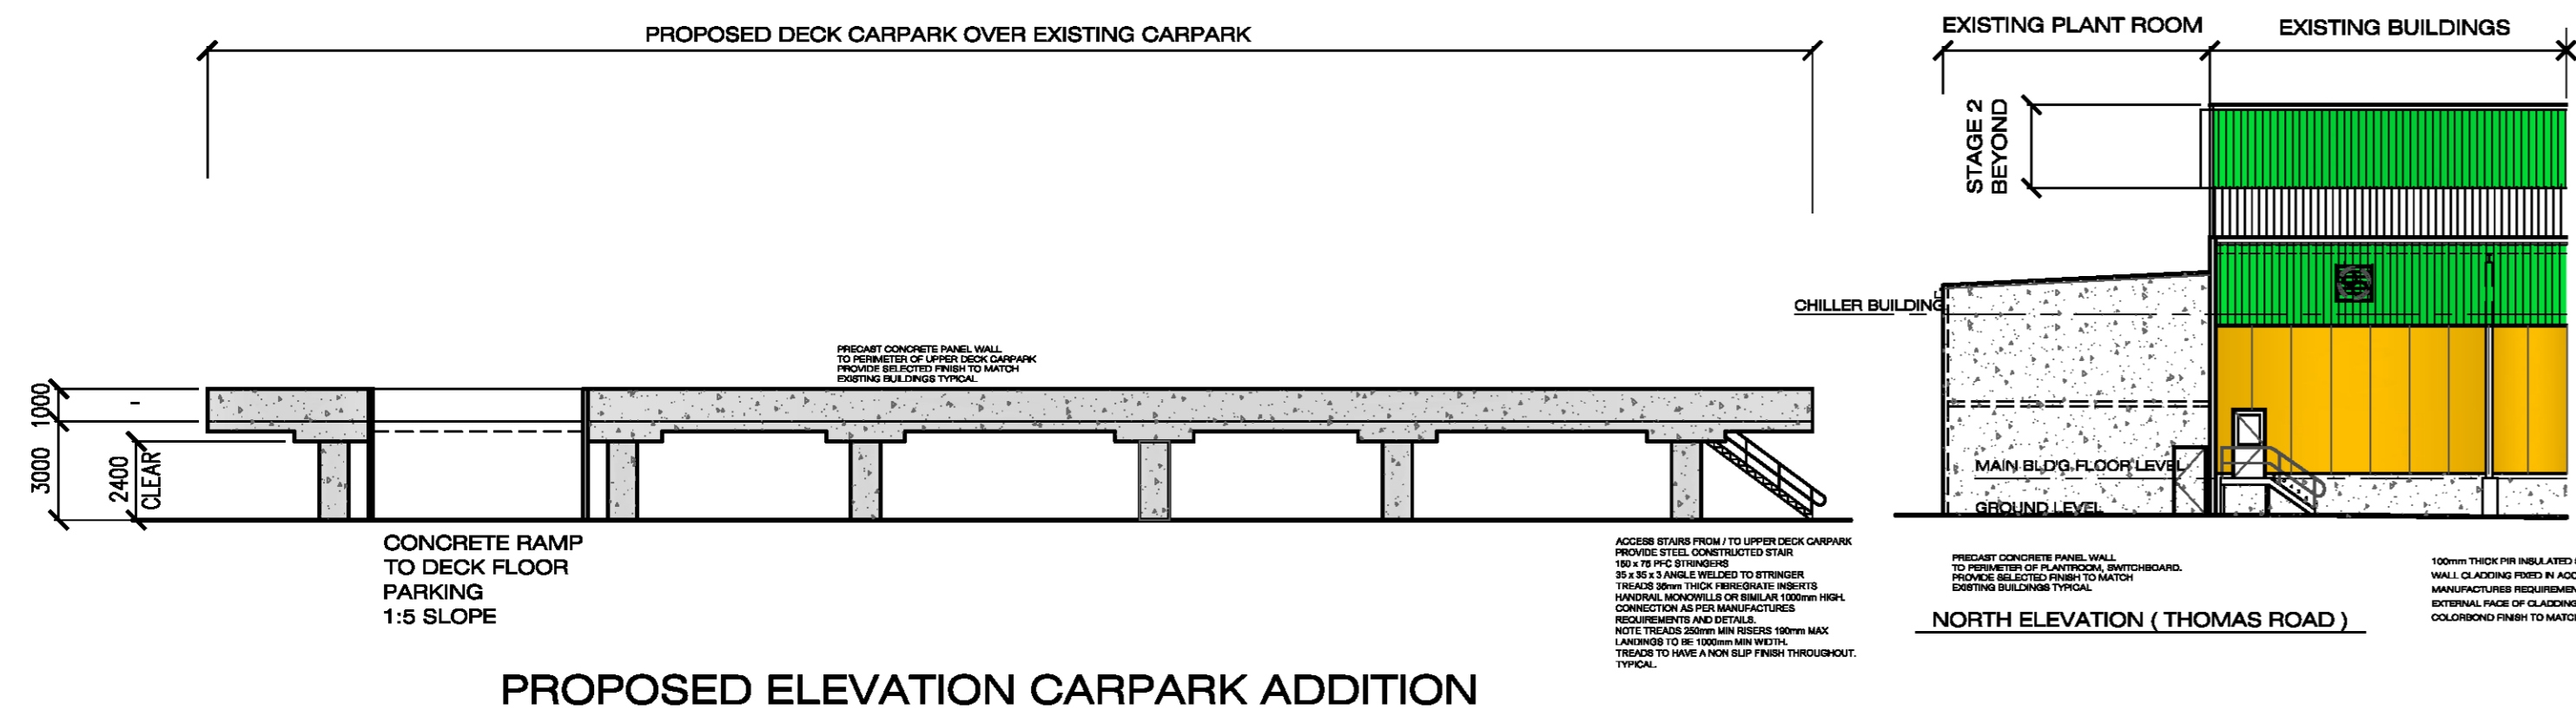 PROPOSED DECK CARPARK OVER EXISTING CARPARK
EXISTING PLANT ROOM
EXISTING BUILDINGS
STAGE 2
BEYOND
CHILLER BUILDING
PRECAST CONCRETE PANEL WALL
TO PERIMETER OF UPPER DECK CARPARK
PROVIDE SELECTED FINISH TO MATCH
EXISTING BUILDINGS TYPICAL
1000
3000
2400
CLEAR
MAIN BLD'G FLOOR LEVEL
GROUND LEVEL
CONCRETE RAMP
TO DECK FLOOR
PARKING
1:5 SLOPE
ACCESS STAIRS FROM / TO UPPER DECK CARPARK
PROVIDE STEEL CONSTRUCTED STAIR
150 x 75 PFC STRINGERS
35 x 35 x 3 ANGLE WELDED TO STRINGER
TREADS 38mm THICK FIBREGRATE INSERTS
HANDRAIL MONOWILLS OR SIMILAR 1000mm HIGH.
CONNECTION AS PER MANUFACTURES
REQUIREMENTS AND DETAILS.
NOTE TREADS 250mm MIN RISERS 190mm MAX
LANDINGS TO BE 1000mm MIN WIDTH.
TREADS TO HAVE A NON SLIP FINISH THROUGHOUT.
TYPICAL.
PRECAST CONCRETE PANEL WALL
TO PERIMETER OF PLANTROOM, SWITCHBOARD.
PROVIDE SELECTED FINISH TO MATCH
EXISTING BUILDINGS TYPICAL
100mm THICK PIR INSULATED
WALL CLADDING FIXED IN ACC
MANUFACTURES REQUIREMEN
EXTERNAL FACE OF CLADDING
COLORBOND FINISH TO MATC
NORTH ELEVATION ( THOMAS ROAD )
PROPOSED ELEVATION CARPARK ADDITION